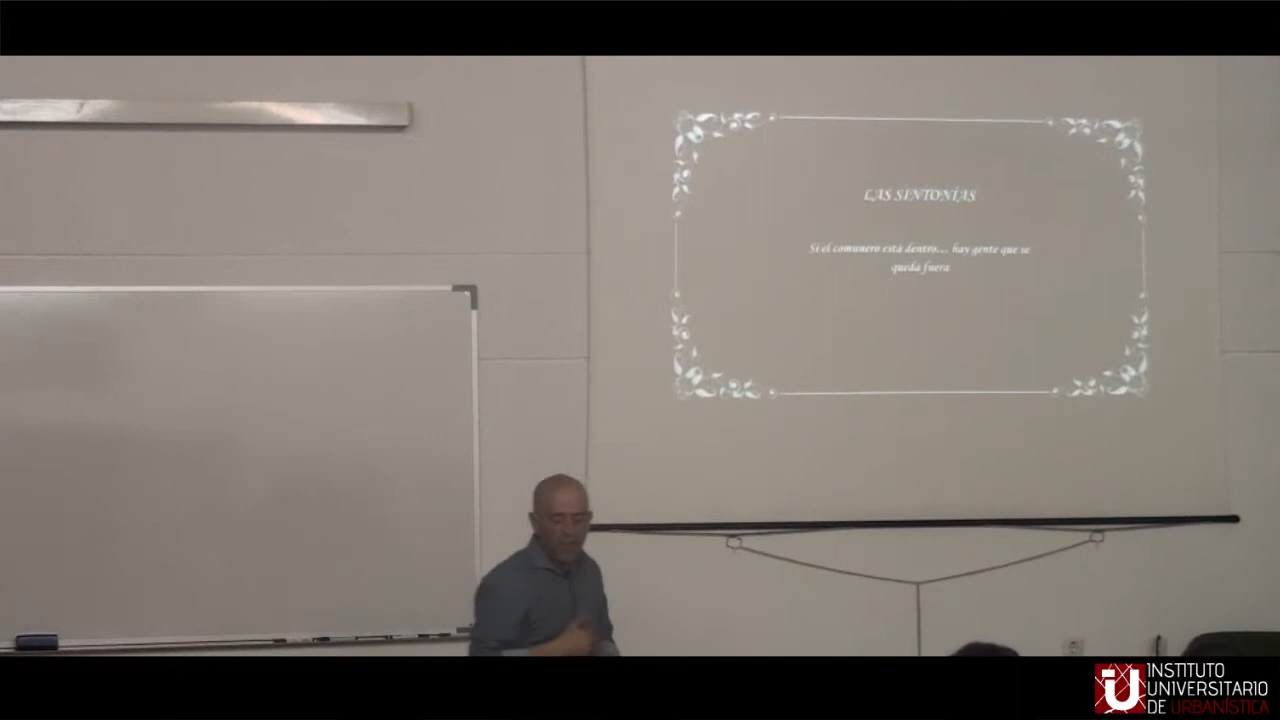 LAS SINTONÍAS
Si el comunero está dentro... hay gente que se
queda fuera
INSTITUTO
UNIVERSITARIO
DE URBANÍSTICA